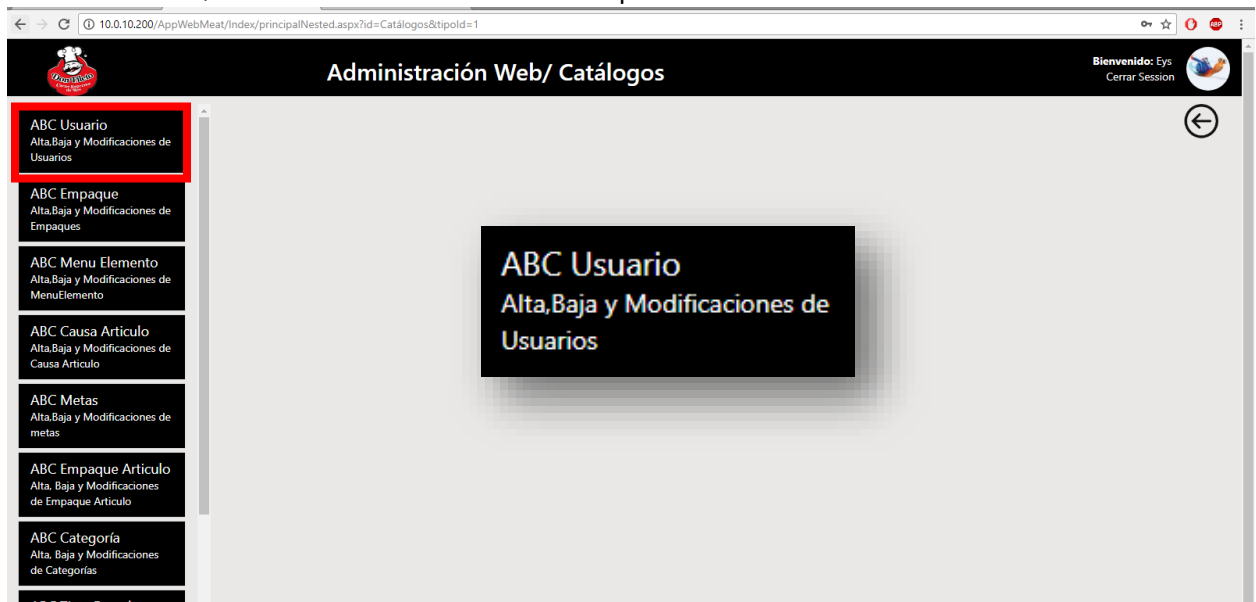 10.0.10.200/AppWebMeat/Index/principalNested.aspx?id=Catálogos&tipoId=1
Administración Web/ Catálogos
Bienvenido: Eys
Cerrar Session
ABC Usuario
Alta,Baja y Modificaciones de
Usuarios
ABC Empaque
Alta,Baja y Modificaciones de
Empaques
ABC Menu Elemento
Alta,Baja y Modificaciones de
MenuElemento
ABC Causa Articulo
Alta,Baja y Modificaciones de
Causa Articulo
ABC Metas
Alta,Baja y Modificaciones de
metas
ABC Empaque Articulo
Alta, Baja y Modificaciones
de Empaque Articulo
ABC Categoría
Alta, Baja y Modificaciones
de Categorías
ABC Usuario
Alta,Baja y Modificaciones de
Usuarios
ABP